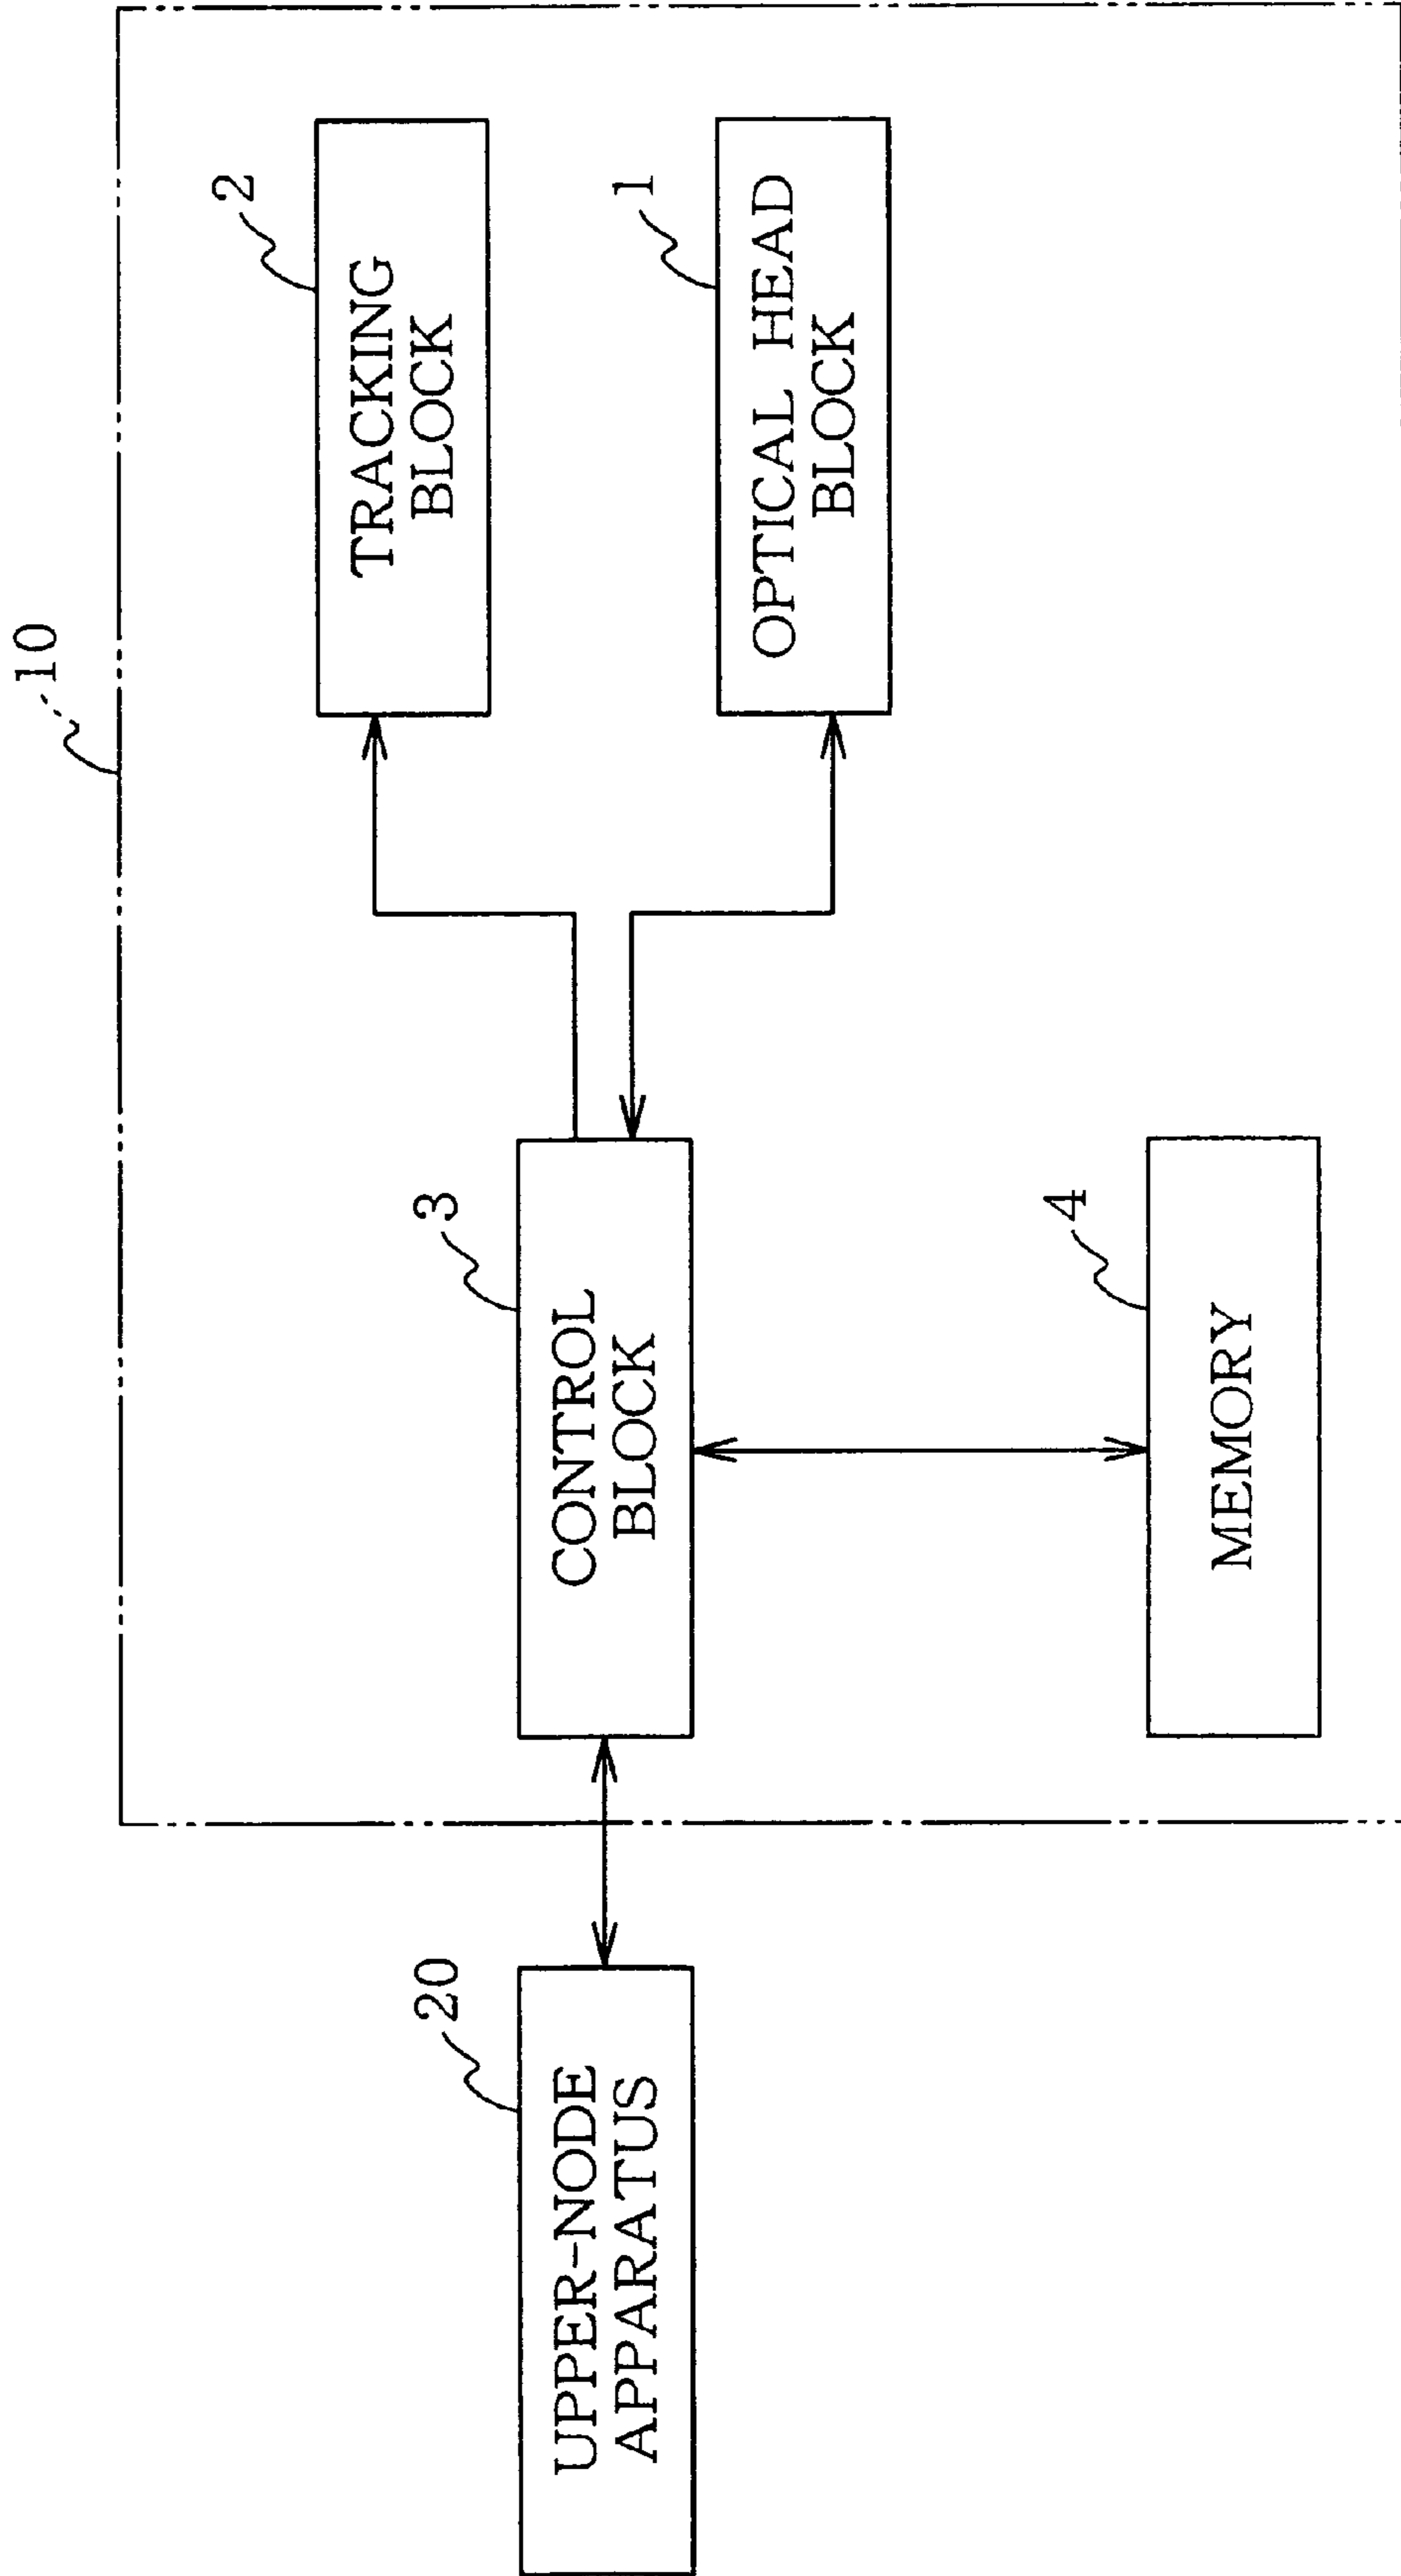 10
2
TRACKING
BLOCK
1
OPTICAL HEAD
BLOCK
3
CONTROL
BLOCK
4
MEMORY
20
UPPER-NODE
APPARATUS